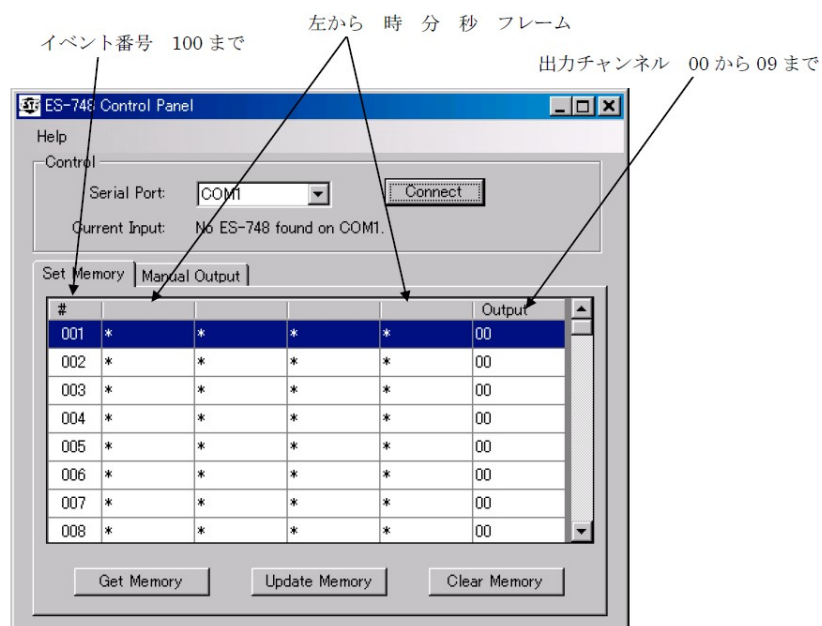 左から 時 分 秒 フレーム
イベント番号 100 まで
出力チャンネル 00 から 09 まで
ES-748 Control Panel
Help
Control
Serial Port: COM1 Connect
Current Input: No ES-748 found on COM1.
Set Memory Manual Output
# Output
001 * * * * 00
002 * * * * 00
003 * * * * 00
004 * * * * 00
005 * * * * 00
006 * * * * 00
007 * * * * 00
008 * * * * 00
Get Memory Update Memory Clear Memory